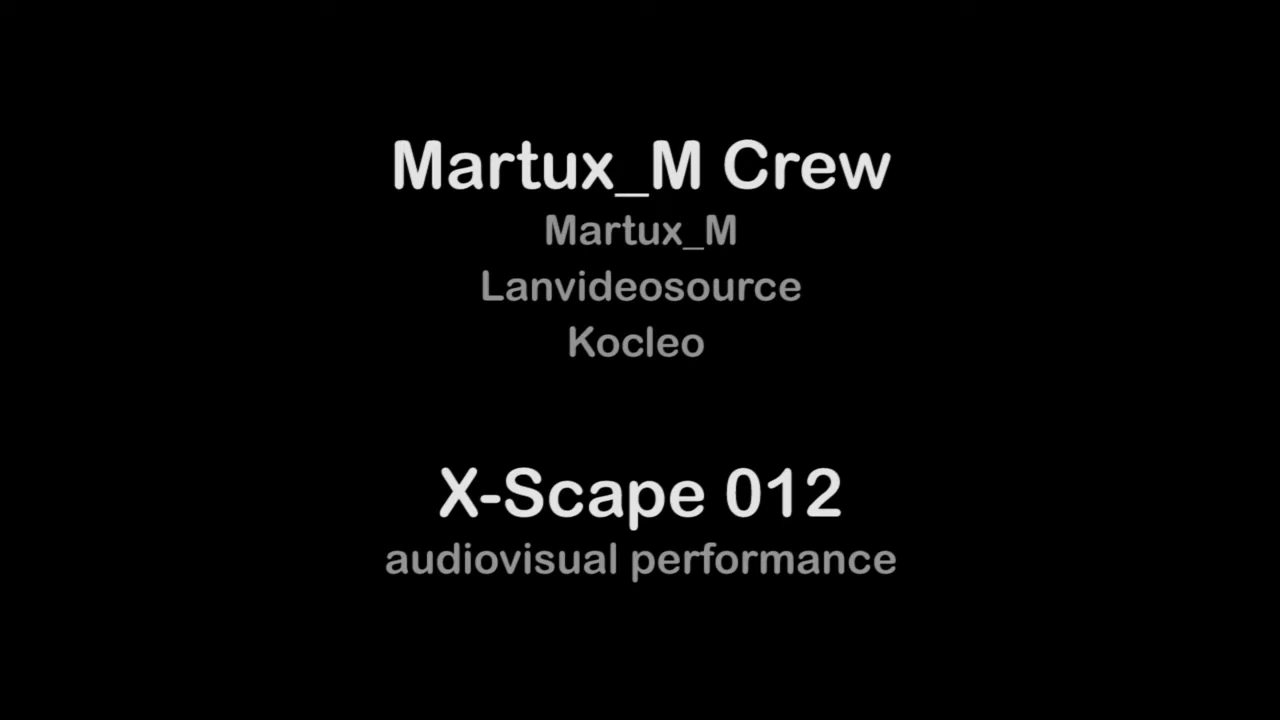 Martux_M Crew
Martux_M
Lanvideosource
Kocleo
X-Scape 012
audiovisual performance